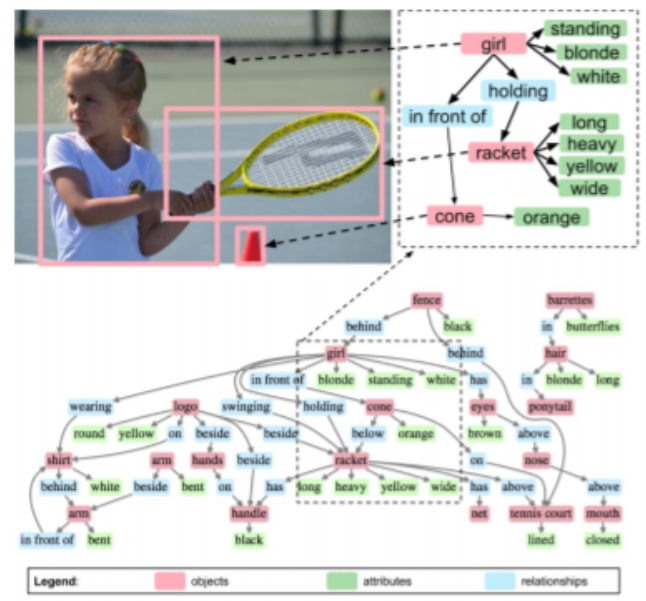 girl
standing
blonde
white
holding
in front of
long
heavy
racket
yellow
wide
cone
orange
fence
barrettes
behind
black
in
butterflies
girl
behind
hair
in front of
blonde
standing
white
has
in
blonde
long
wearing
logo
swinging
holding
cone
eyes
ponytail
round
yellow
on
beside
beside
below
orange
brown
above
shirt
arm
hands
beside
racket
on
nose
behind
white
beside
bent
on
has
long
heavy
yellow
wide
has
above
above
arm
handle
net
tennis court
mouth
in front of
bent
black
lined
closed
Legend:
objects
attributes
relationships